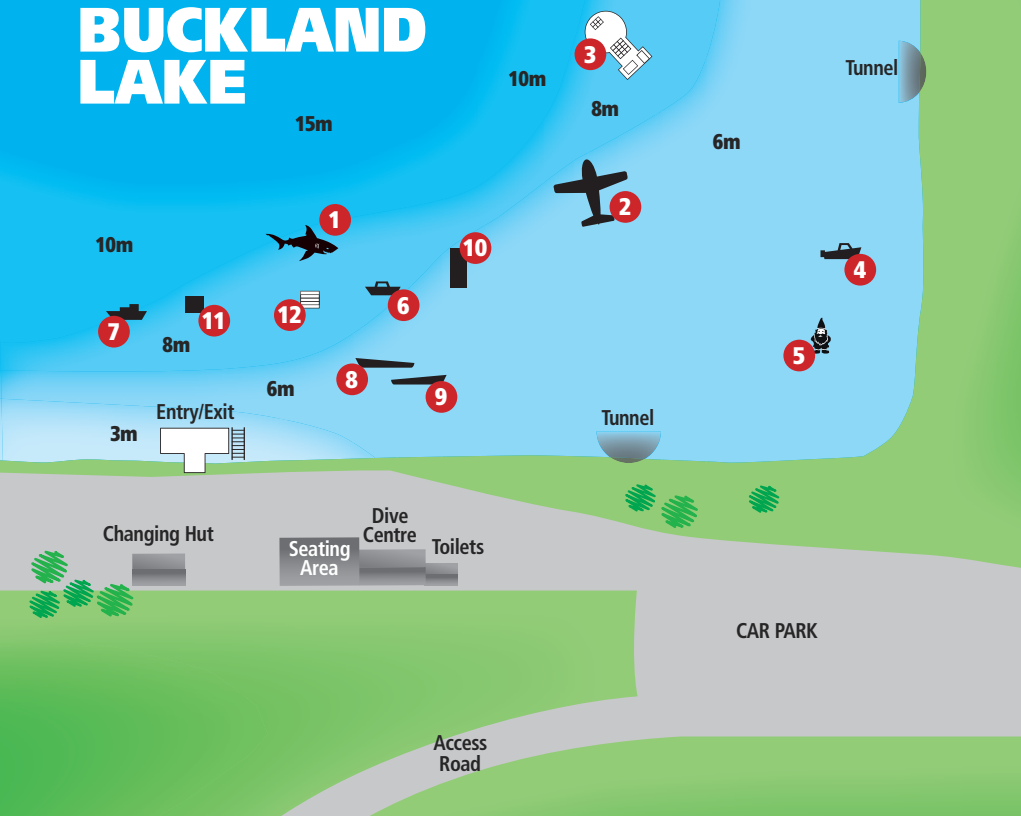 BUCKLAND
LAKE
3
Tunnel
10m
8m
15m
6m
2
1
10m
10
4
6
12
11
7
8m
5
8
9
6m
Entry/Exit
Tunnel
3m
Changing Hut
Dive
Centre
Seating
Area
Toilets
CAR PARK
Access
Road